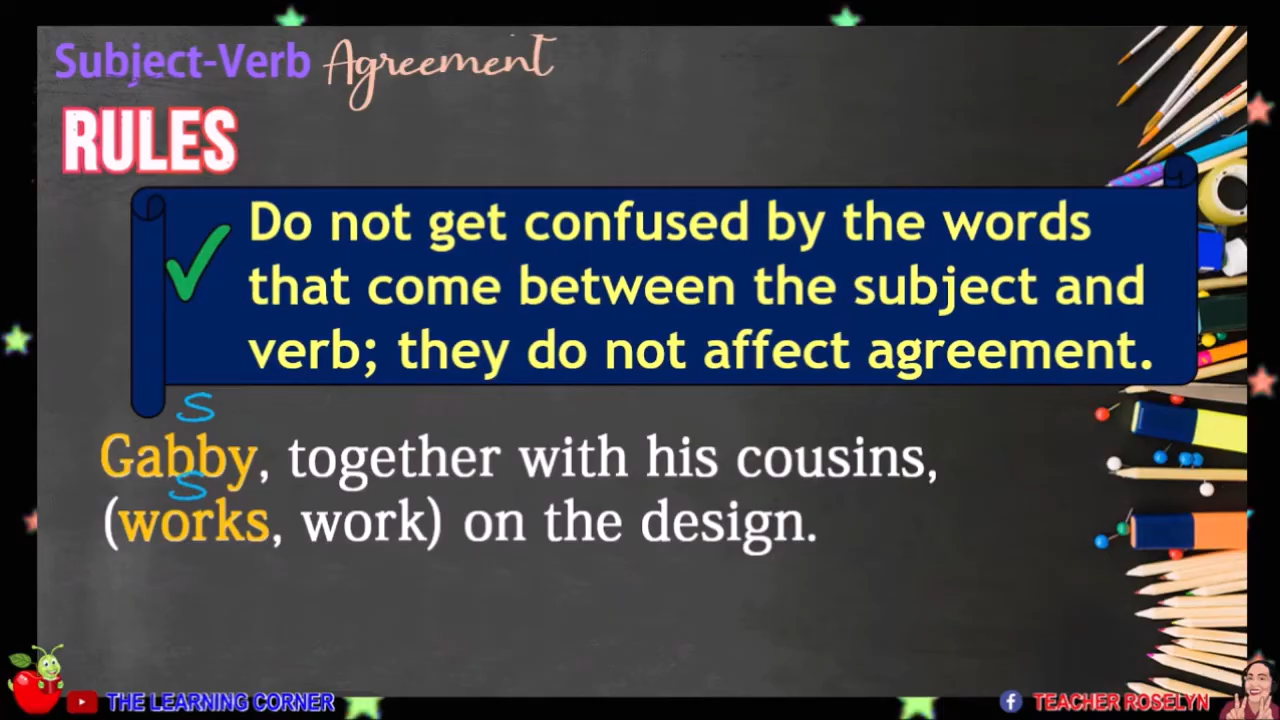 Subject-Verb Agreement
RULES
Do not get confused by the words
that come between the subject and
verb; they do not affect agreement.
S
Gabby, together with his cousins,
S
(works, work) on the design.
THE LEARNING CORNER
TEACHER ROSELYN